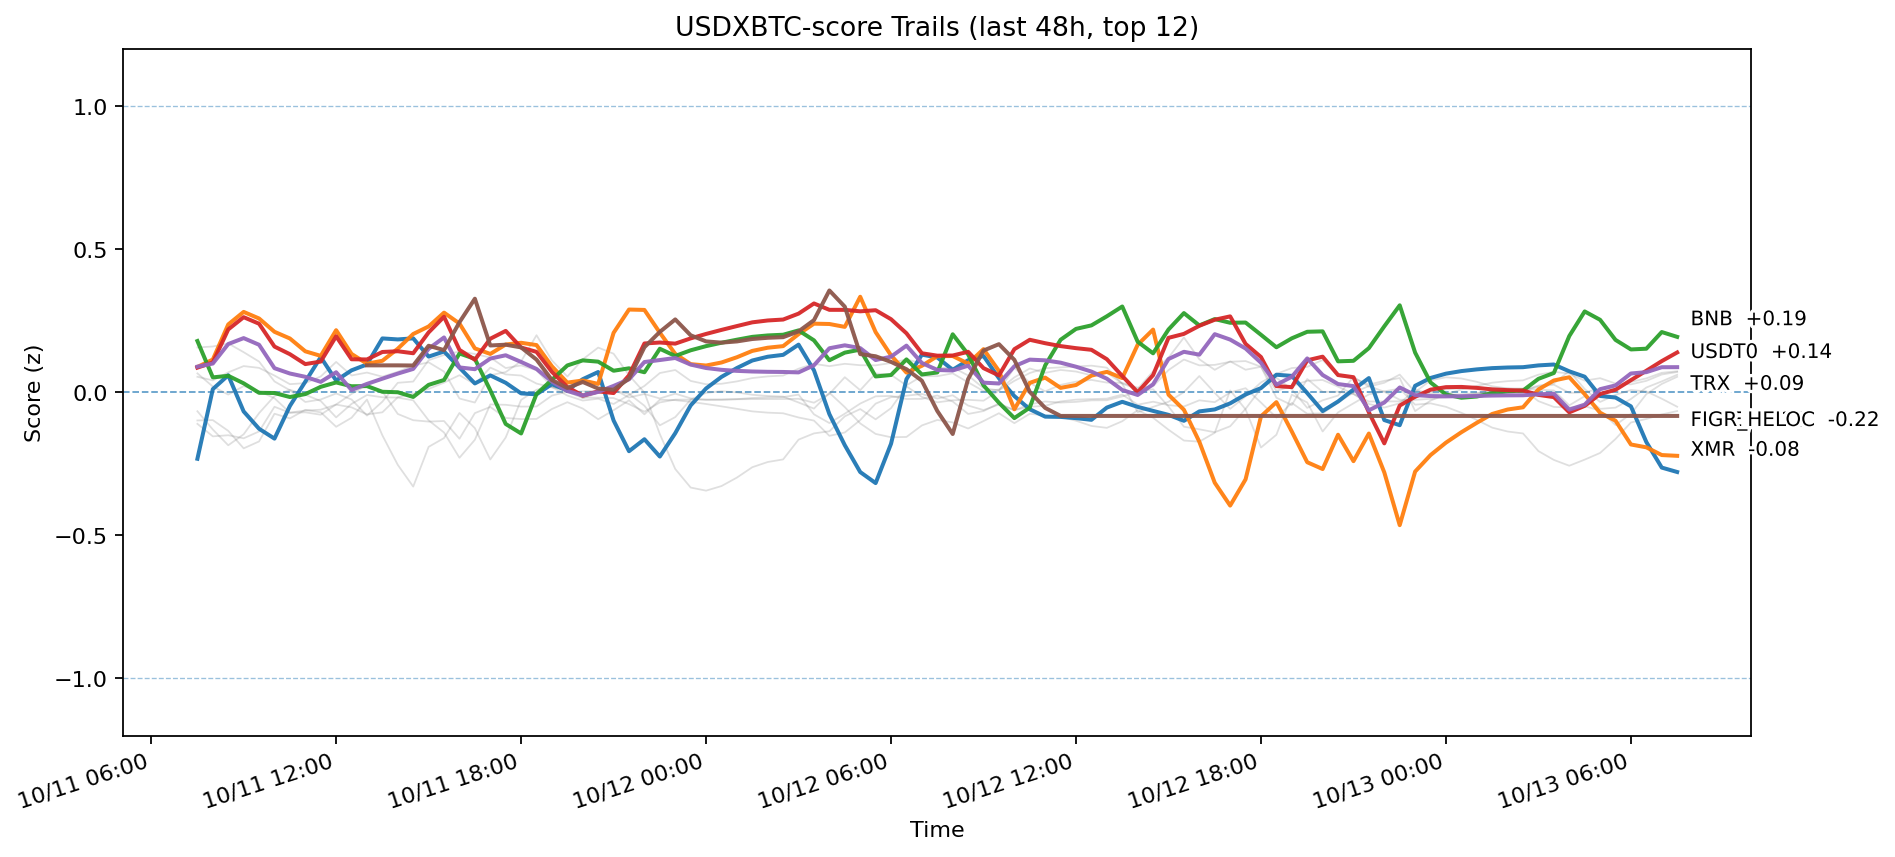 USDXBTC-score Trails (last 48h, top 12)
Score (z)
1.0
0.5
0.0
−0.5
−1.0
BNB +0.19
USDT0 +0.14
TRX +0.09
FIGR_HELOC -0.22
XMR -0.08
10/11 06:00
10/11 12:00
10/11 18:00
10/12 00:00
10/12 06:00
10/12 12:00
10/12 18:00
10/13 00:00
10/13 06:00
Time